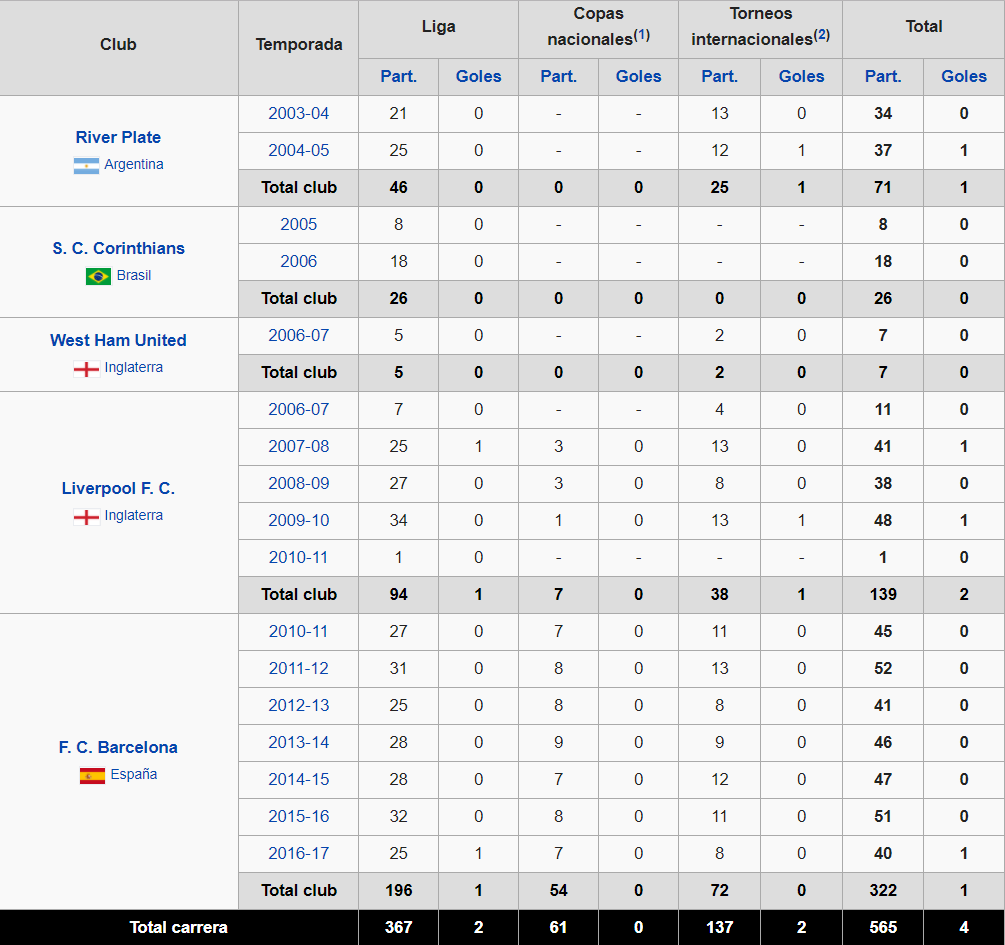 Club Temporada Liga Copas nacionales(1) Torneos internacionales(2) Total
Part. Goles Part. Goles Part. Goles Part. Goles
River Plate
Argentina
2003-04 21 0 - - 13 0 34 0
2004-05 25 0 - - 12 1 37 1
Total club 46 0 0 0 25 1 71 1
S. C. Corinthians
Brasil
2005 8 0 - - - - 8 0
2006 18 0 - - - - 18 0
Total club 26 0 0 0 0 0 26 0
West Ham United
Inglaterra
2006-07 5 0 - - 2 0 7 0
Total club 5 0 0 0 2 0 7 0
Liverpool F. C.
Inglaterra
2006-07 7 0 - - 4 0 11 0
2007-08 25 1 3 0 13 0 41 1
2008-09 27 0 3 0 8 0 38 0
2009-10 34 0 1 0 13 1 48 1
2010-11 1 0 - - - - 1 0
Total club 94 1 7 0 38 1 139 2
F. C. Barcelona
España
2010-11 27 0 7 0 11 0 45 0
2011-12 31 0 8 0 13 0 52 0
2012-13 25 0 8 0 8 0 41 0
2013-14 28 0 9 0 9 0 46 0
2014-15 28 0 7 0 12 0 47 0
2015-16 32 0 8 0 11 0 51 0
2016-17 25 1 7 0 8 0 40 1
Total club 196 1 54 0 72 0 322 1
Total carrera 367 2 61 0 137 2 565 4